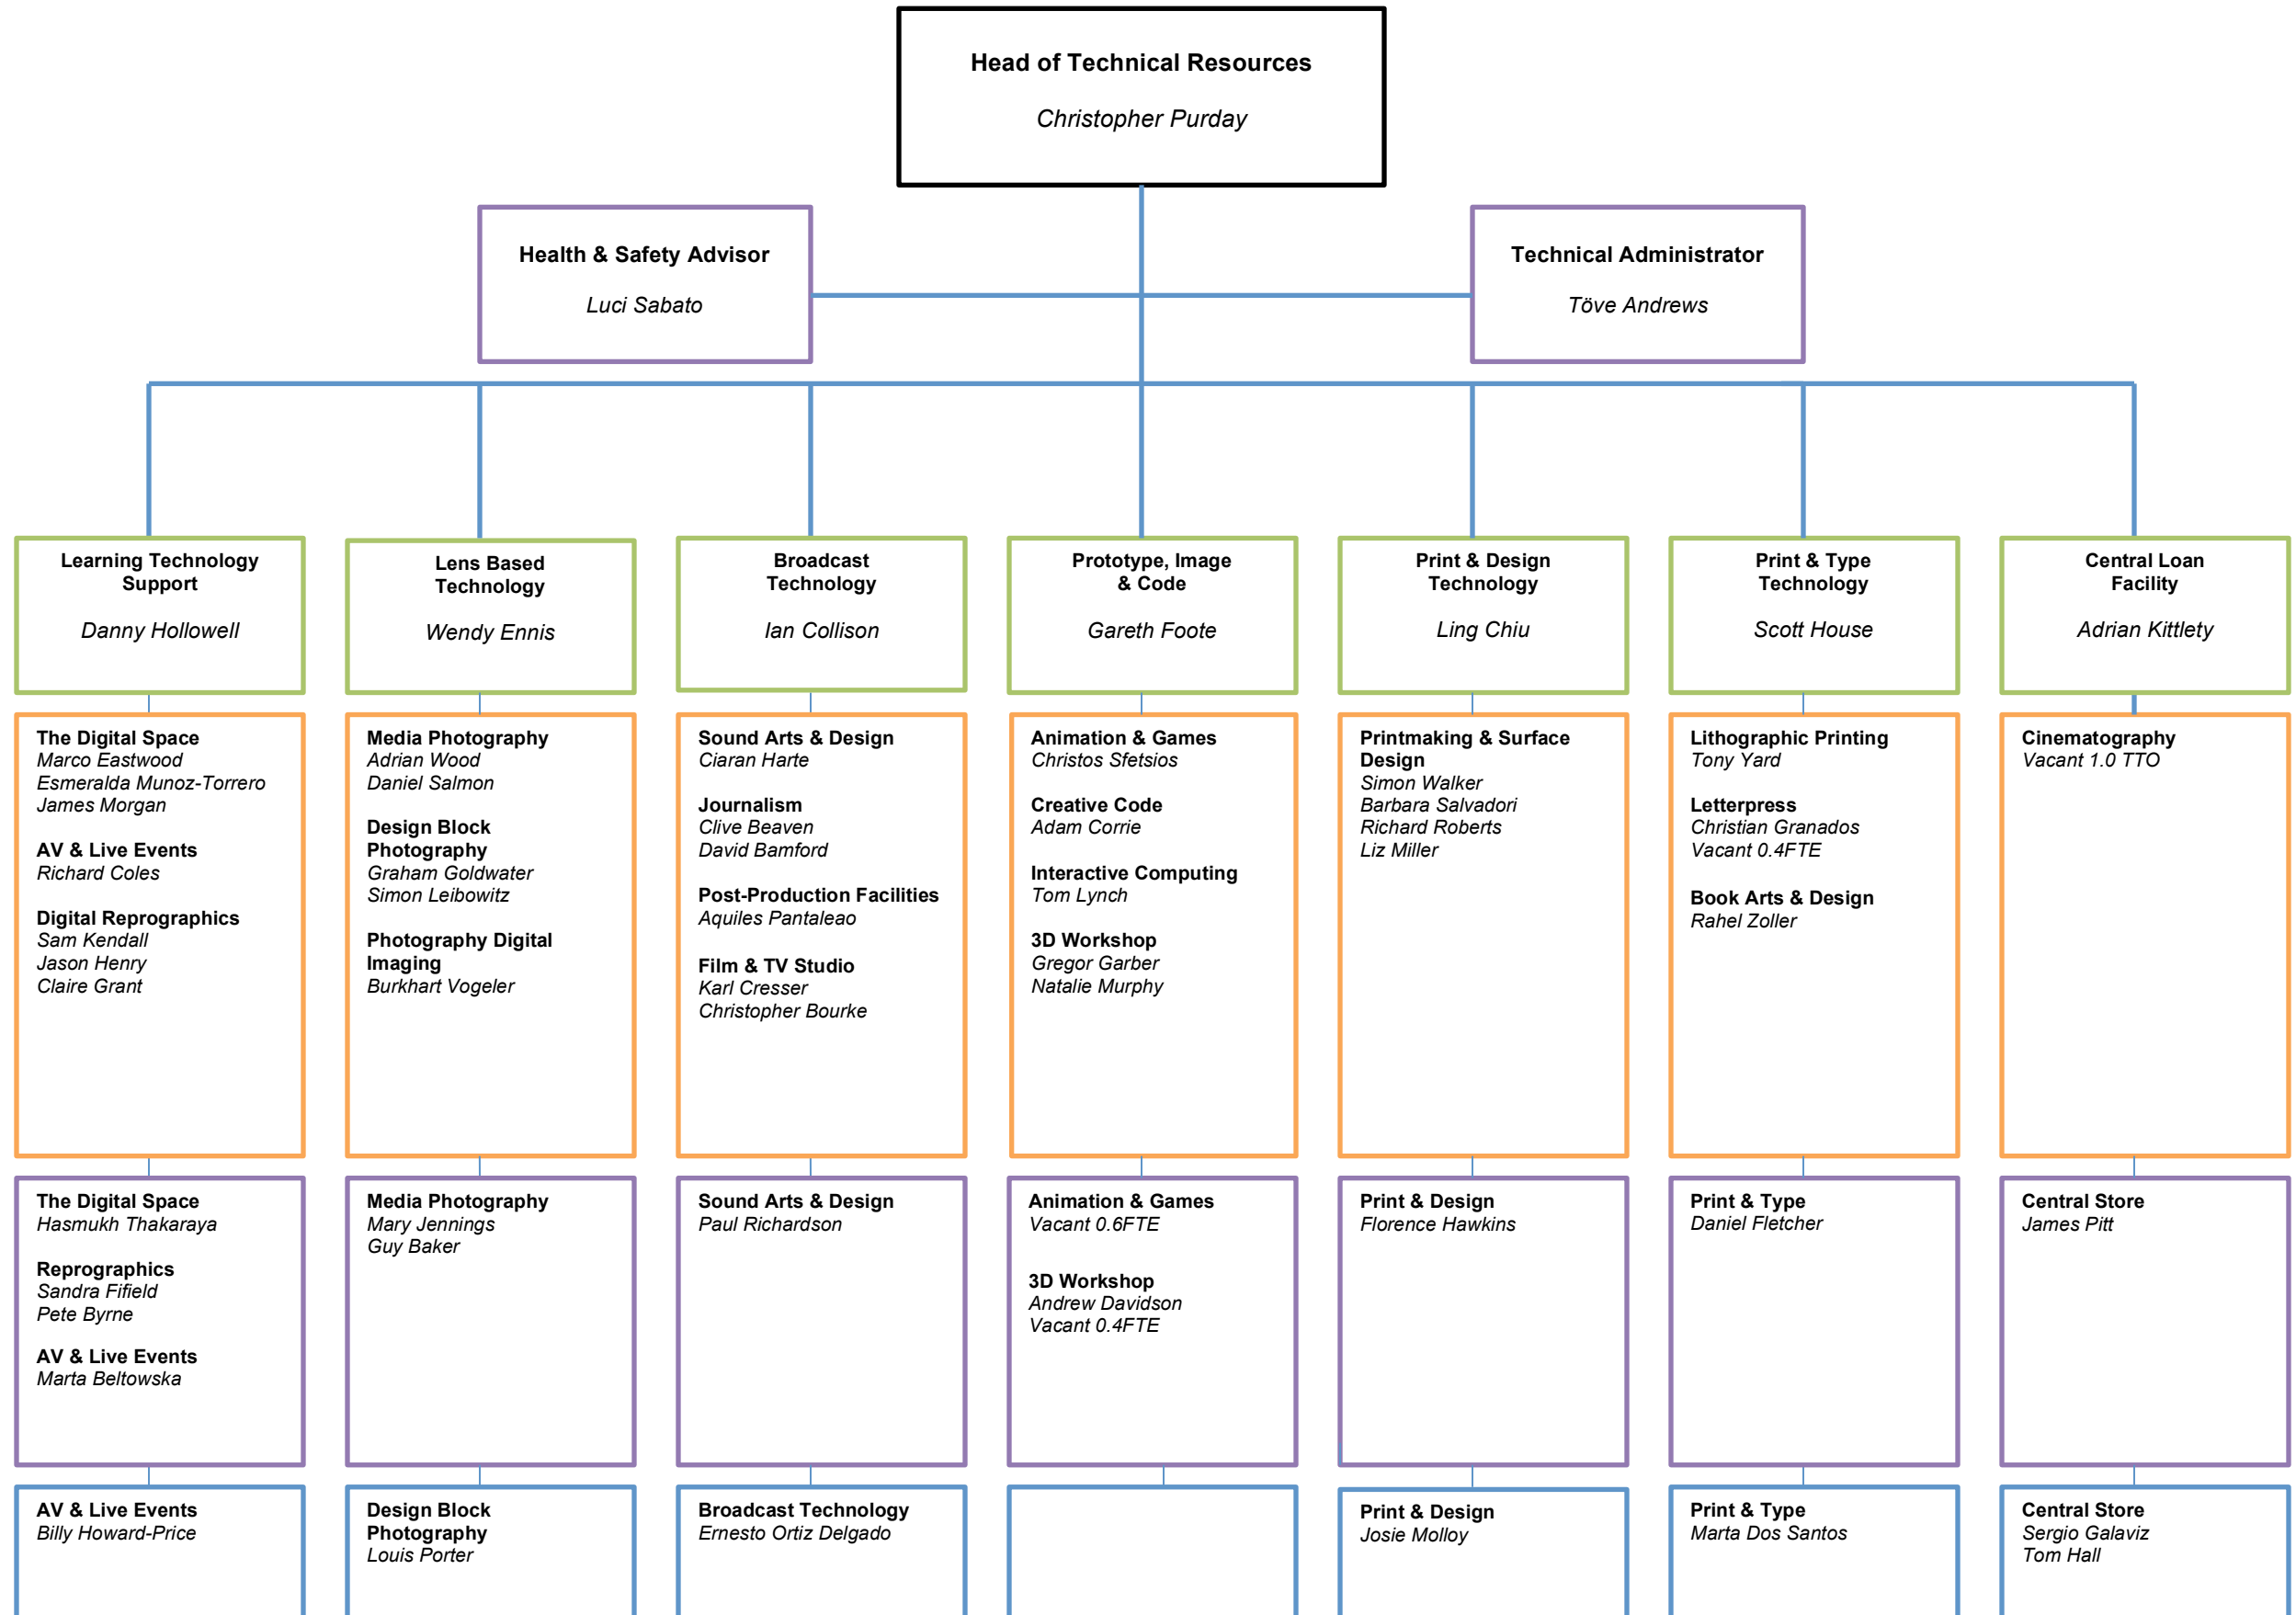 Head of Technical Resources
Christopher Purday
Health & Safety Advisor
Luci Sabato
Technical Administrator
Töve Andrews
Learning Technology
Support
Danny Hollowell
Lens Based
Technology
Wendy Ennis
Broadcast
Technology
Ian Collison
Prototype, Image
& Code
Gareth Foote
Print & Design
Technology
Ling Chiu
Print & Type
Technology
Scott House
Central Loan
Facility
Adrian Kittlety
The Digital Space
Marco Eastwood
Esmeralda Munoz-Torrero
James Morgan
AV & Live Events
Richard Coles
Digital Reprographics
Sam Kendall
Jason Henry
Claire Grant
Media Photography
Adrian Wood
Daniel Salmon
Design Block
Photography
Graham Goldwater
Simon Leibowitz
Photography Digital
Imaging
Burkhart Vogeler
Sound Arts & Design
Ciaran Harte
Journalism
Clive Beaven
David Bamford
Post-Production Facilities
Aquiles Pantaleao
Film & TV Studio
Karl Cresser
Christopher Bourke
Animation & Games
Christos Sfetsios
Creative Code
Adam Corrie
Interactive Computing
Tom Lynch
3D Workshop
Gregor Garber
Natalie Murphy
Printmaking & Surface
Design
Simon Walker
Barbara Salvadori
Richard Roberts
Liz Miller
Lithographic Printing
Tony Yard
Letterpress
Christian Granados
Vacant 0.4FTE
Book Arts & Design
Rahel Zoller
Cinematography
Vacant 1.0 TTO
The Digital Space
Hasmukh Thakaraya
Reprographics
Sandra Fifield
Pete Byrne
AV & Live Events
Marta Beltowska
Media Photography
Mary Jennings
Guy Baker
Sound Arts & Design
Paul Richardson
Animation & Games
Vacant 0.6FTE
3D Workshop
Andrew Davidson
Vacant 0.4FTE
Print & Design
Florence Hawkins
Print & Type
Daniel Fletcher
Central Store
James Pitt
AV & Live Events
Billy Howard-Price
Design Block
Photography
Louis Porter
Broadcast Technology
Ernesto Ortiz Delgado
Print & Design
Josie Molloy
Print & Type
Marta Dos Santos
Central Store
Sergio Galaviz
Tom Hall